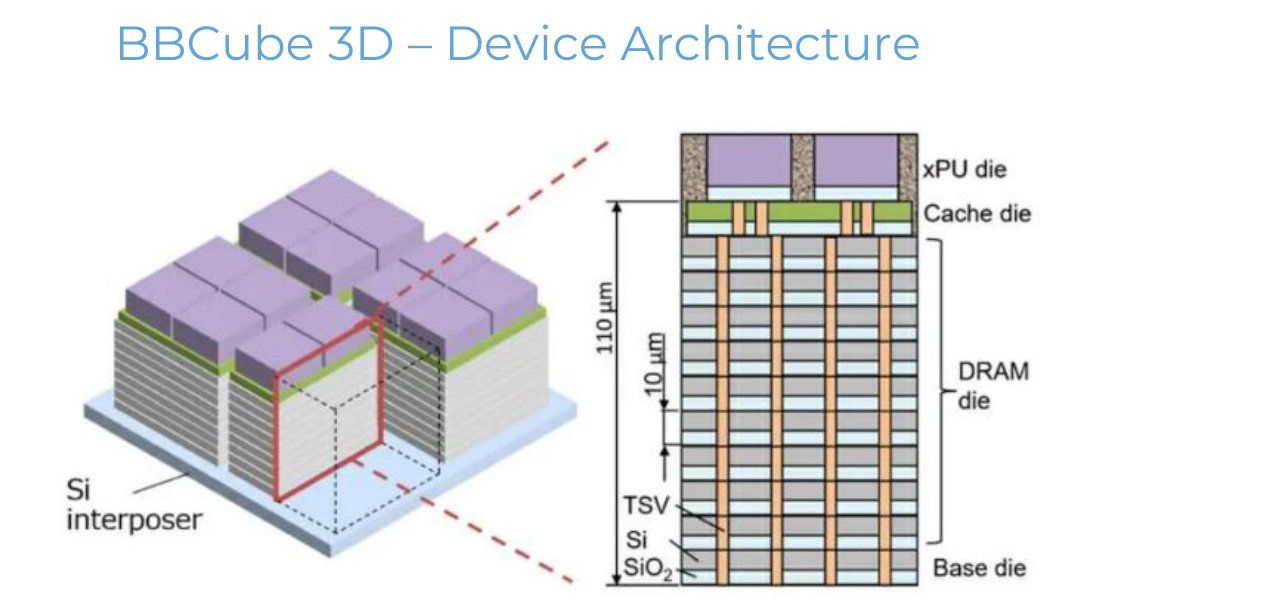 BBCube 3D – Device Architecture
xPU die
Cache die
110 µm
10 µm
DRAM
die
TSV
Si
SiO₂
Base die
Si
interposer